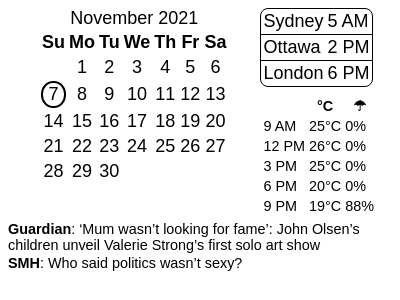 November 2021
Su Mo Tu We Th Fr Sa
1 2 3 4 5 6
7 8 9 10 11 12 13
14 15 16 17 18 19 20
21 22 23 24 25 26 27
28 29 30
Sydney 5 AM
Ottawa 2 PM
London 6 PM
°C ☂
9 AM 25°C 0%
12 PM 26°C 0%
3 PM 25°C 0%
6 PM 20°C 0%
9 PM 19°C 88%
Guardian: ‘Mum wasn’t looking for fame’: John Olsen’s
children unveil Valerie Strong’s first solo art show
SMH: Who said politics wasn’t sexy?